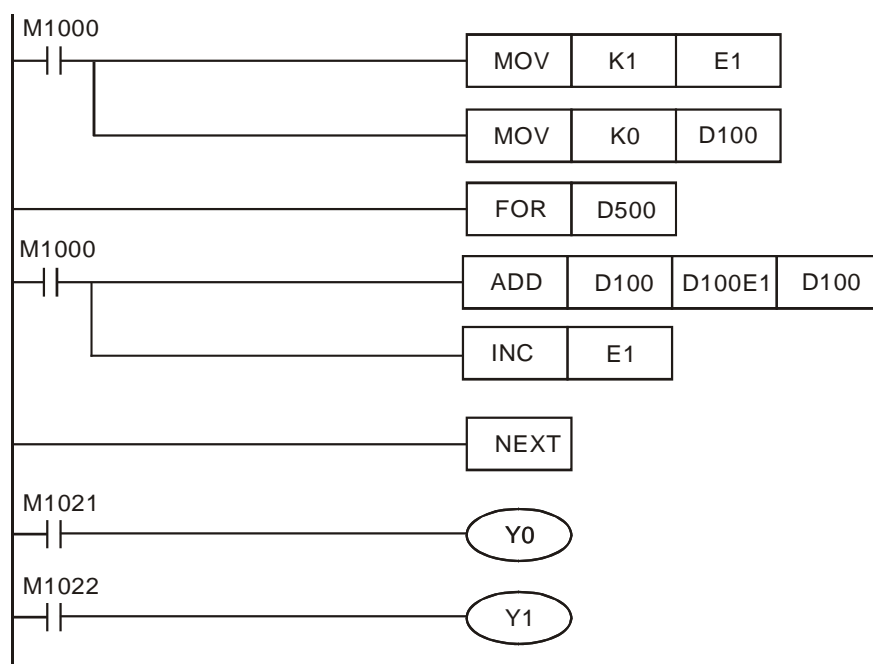 M1000
MOV K1 E1
MOV K0 D100
FOR D500
M1000
ADD D100 D100E1 D100
INC E1
NEXT
M1021
Y0
M1022
Y1